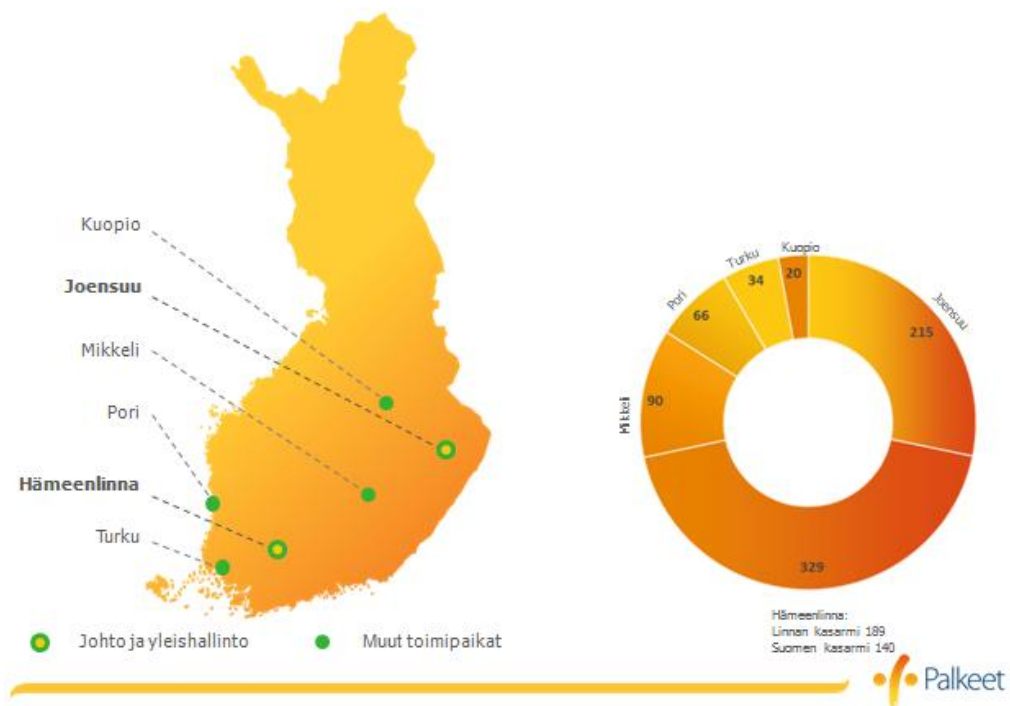 Kuopio
Joensuu
Mikkeli
Pori
Hämeenlinna
Turku
Johto ja yleishallinto
Muut toimipaikat
Kuopio
20
Turku
34
Pori
66
Mikkeli
90
Joensuu
215
329
Hämeenlinna:
Linnan kasarmi 189
Suomen kasarmi 140
Palkeet